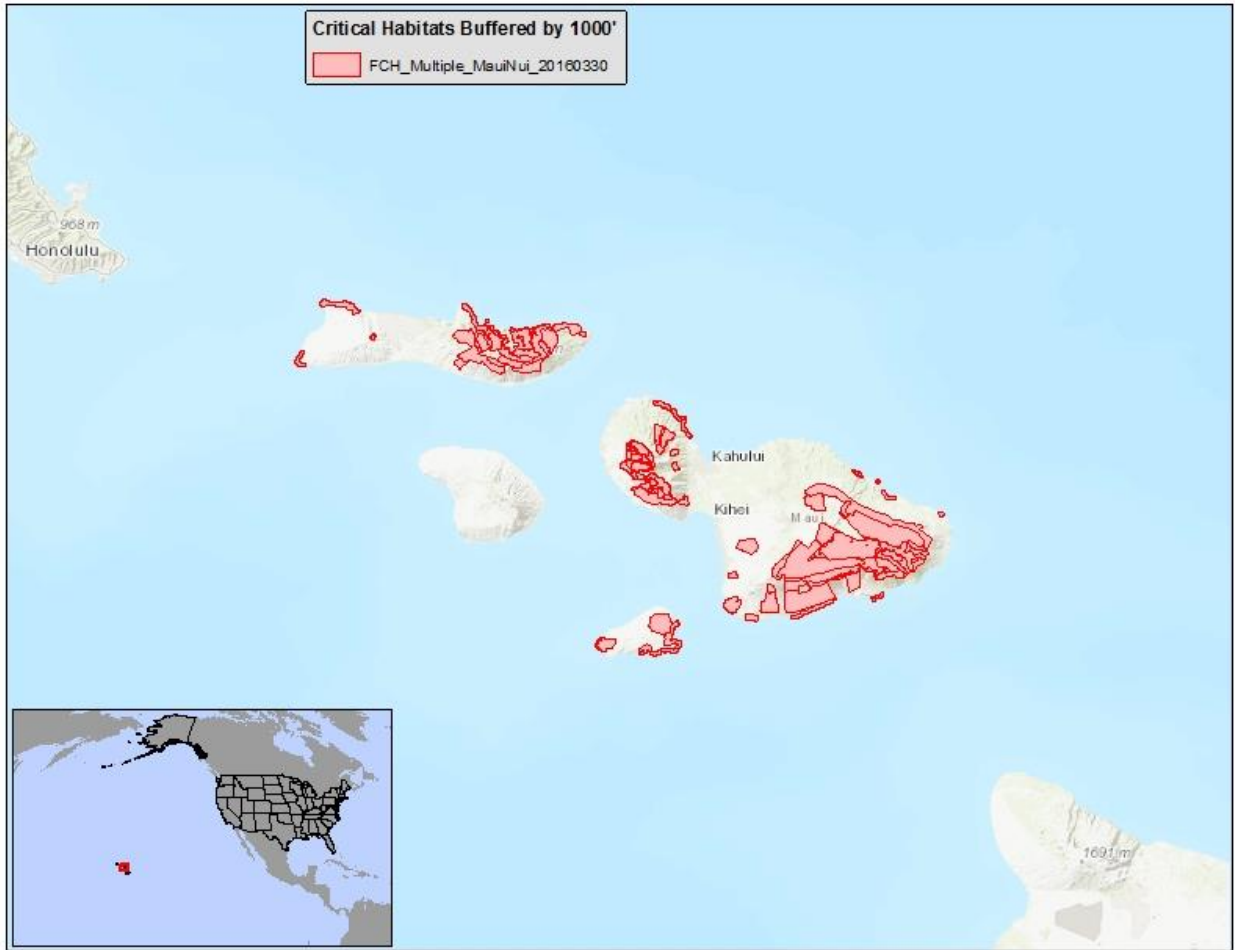 Critical Habitats Buffered by 1000'
FCH_Multiple_MauiNui_20160330
968 m
Honolulu
Kahului
Kihei
Maui
1691 m